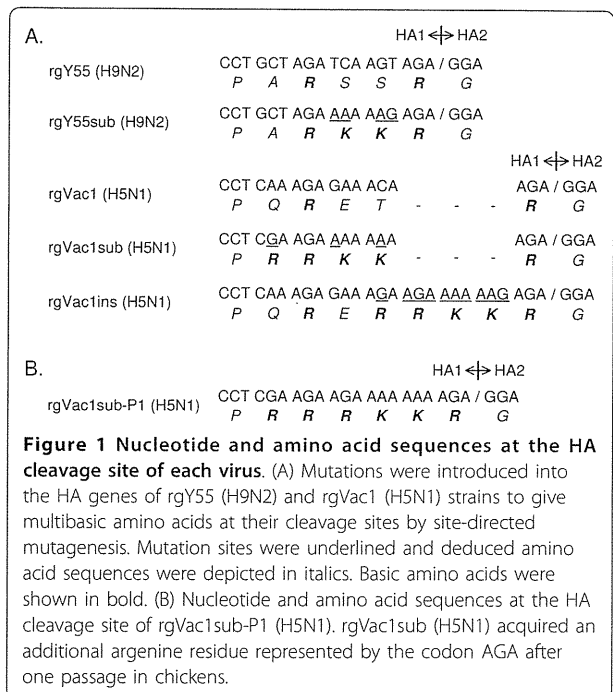 A.
HA1 ⟷ HA2
rgY55 (H9N2) CCT GCT AGA TCA AGT AGA / GGA
P A R S S R G
rgY55sub (H9N2) CCT GCT AGA AAA AAG AGA / GGA
P A R K K R G
HA1 ⟷ HA2
rgVac1 (H5N1) CCT CAA AGA GAA ACA AGA / GGA
P Q R E T - - - R G
rgVac1sub (H5N1) CCT CGA AGA AAA AAA AGA / GGA
P R R K K - - - R G
rgVac1ins (H5N1) CCT CAA AGA GAA AGA AGA AAA AAG AGA / GGA
P Q R E R R K K R G
B.
HA1 ⟷ HA2
rgVac1sub-P1 (H5N1) CCT CGA AGA AGA AAA AAA AGA / GGA
P R R R K K R G
Figure 1 Nucleotide and amino acid sequences at the HA
cleavage site of each virus. (A) Mutations were introduced into
the HA genes of rgY55 (H9N2) and rgVac1 (H5N1) strains to give
multibasic amino acids at their cleavage sites by site-directed
mutagenesis. Mutation sites were underlined and deduced amino
acid sequences were depicted in italics. Basic amino acids were
shown in bold. (B) Nucleotide and amino acid sequences at the HA
cleavage site of rgVac1sub-P1 (H5N1). rgVac1sub (H5N1) acquired an
additional argenine residue represented by the codon AGA after
one passage in chickens.